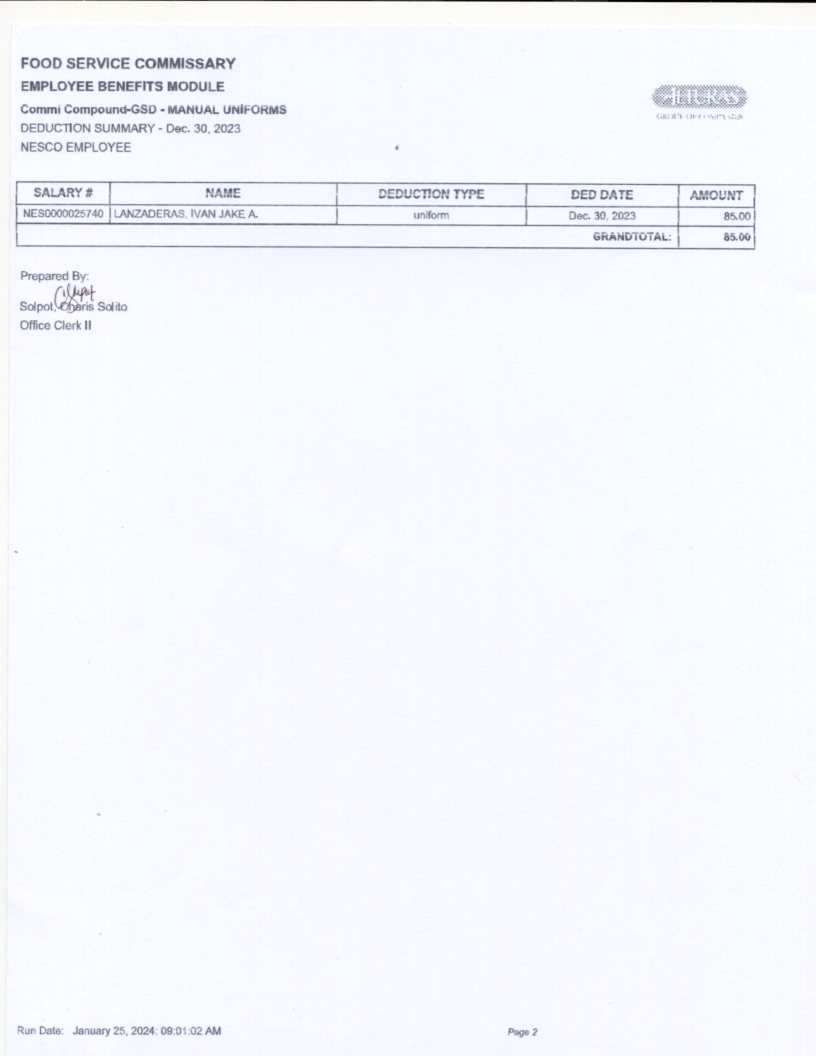 FOOD SERVICE COMMISSARY
EMPLOYEE BENEFITS MODULE
Commi Compound-GSD - MANUAL UNIFORMS
DEDUCTION SUMMARY - Dec. 30, 2023
NESCO EMPLOYEE
ALTURAS
GROUP OF COMPANIES
SALARY # NAME DEDUCTION TYPE DED DATE AMOUNT
NES0000025740 LANZADERAS, IVAN JAKE A. uniform Dec. 30, 2023 85.00
GRANDTOTAL: 85.00
Prepared By:
Solpot, Charis Solito
Office Clerk II
Run Date: January 25, 2024: 09:01:02 AM
Page 2